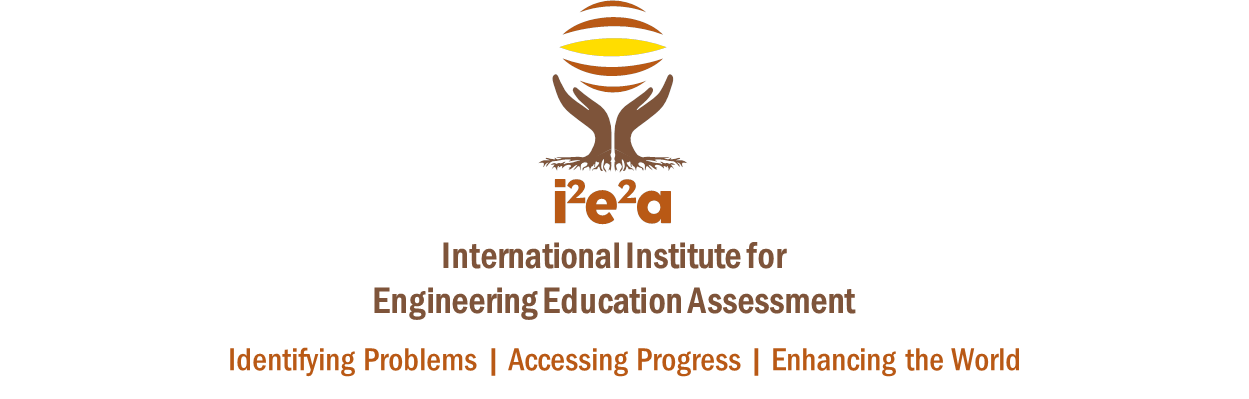 i²e²a
International Institute for
Engineering Education Assessment
Identifying Problems | Accessing Progress | Enhancing the World